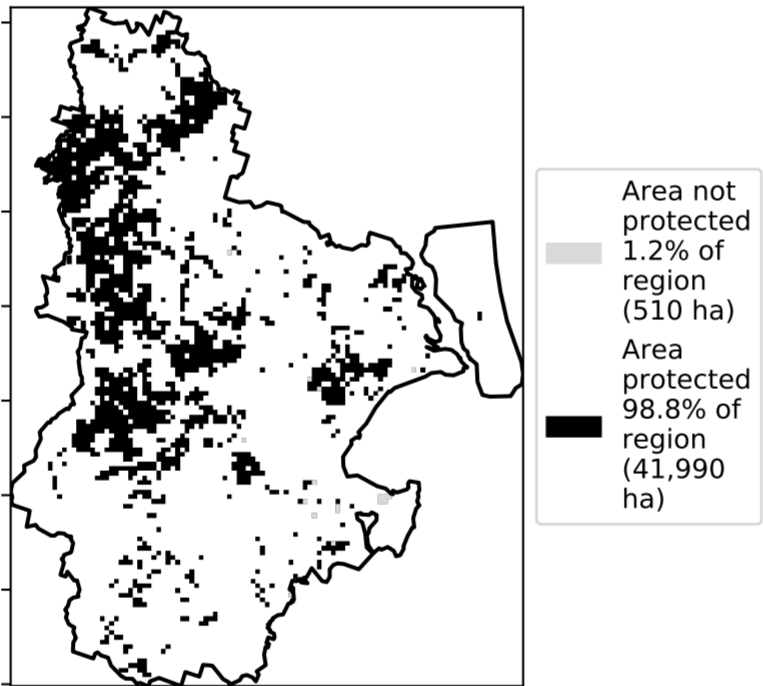 Area not
protected
1.2% of
region
(510 ha)
Area
protected
98.8% of
region
(41,990
ha)